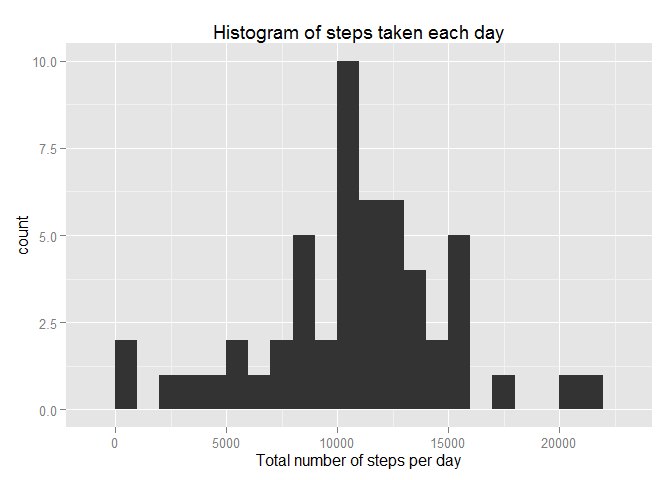 Histogram of steps taken each day
10.0
7.5
5.0
2.5
0.0
count
0 5000 10000 15000 20000
Total number of steps per day